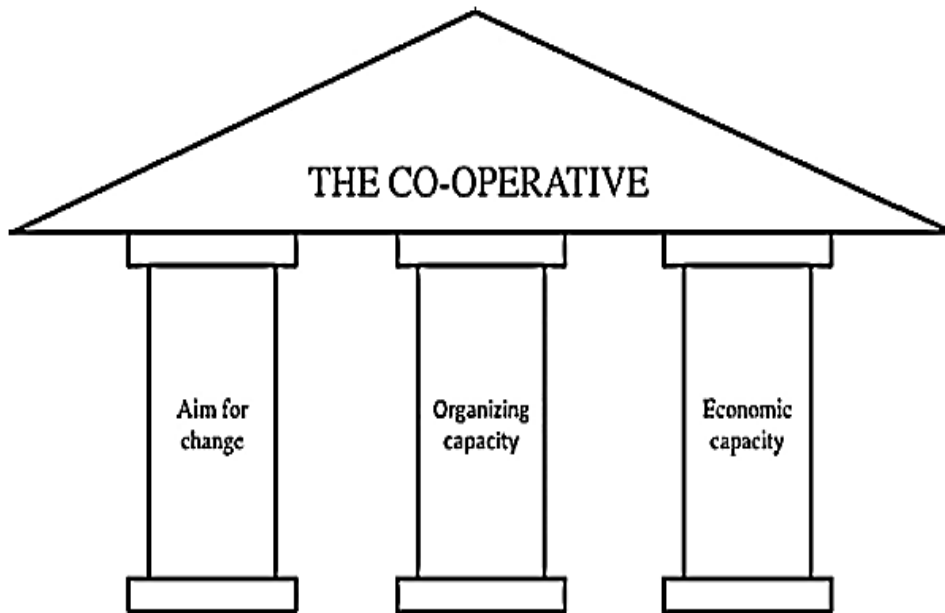 THE CO-OPERATIVE
Aim for
change
Organizing
capacity
Economic
capacity